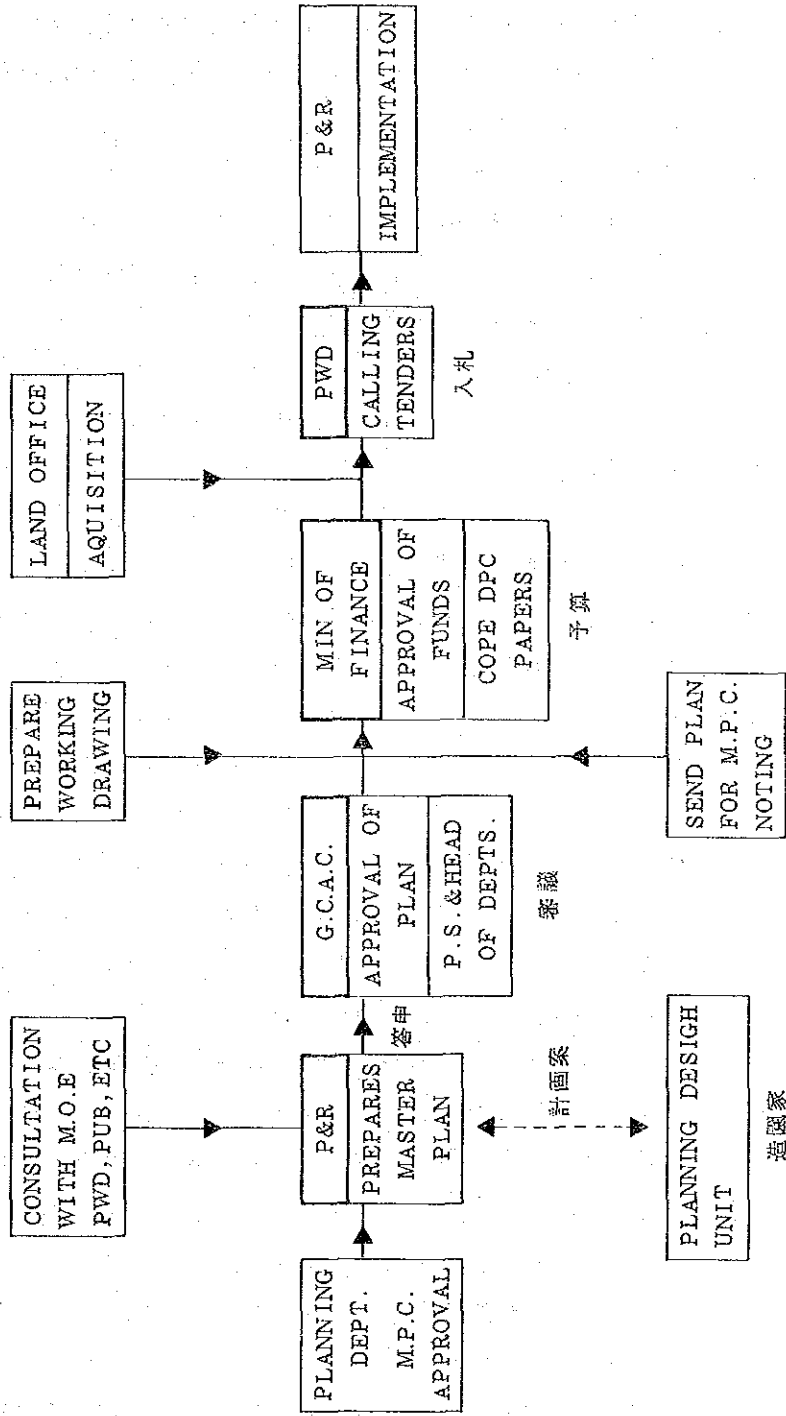 CONSULTATION
WITH M.O.E
PWD, PUB, ETC
PREPARE
WORKING
DRAWING
LAND OFFICE
AQUISITION
PLANNING
DEPT.
M.P.C.
APPROVAL
P&R
PREPARES
MASTER
PLAN
答申
G.C.A.C.
APPROVAL OF
PLAN
P.S.&HEAD
OF DEPTS.
審議
MIN OF
FINANCE
APPROVAL OF
FUNDS
COPE DPC
PAPERS
予算
PWD
CALLING
TENDERS
入札
P&R
IMPLEMENTATION
計画案
PLANNING DESIGH
UNIT
造園家
SEND PLAN
FOR M.P.C.
NOTING